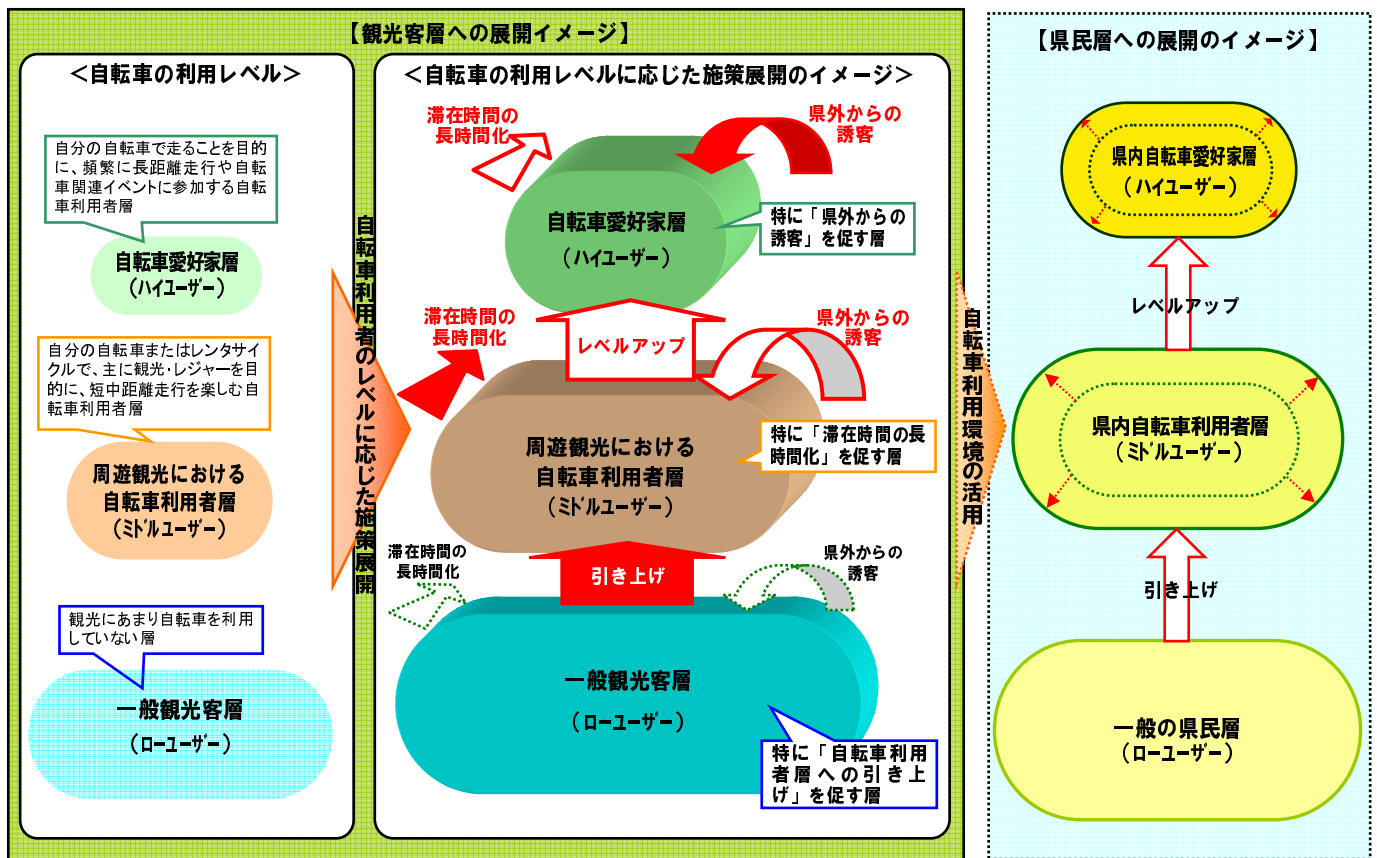 【観光客層への展開イメージ】
＜自転車の利用レベル＞
自分の自転車で走ることを目的
に、頻繁に長距離走行や自転
車関連イベントに参加する自転
車利用者層
自転車愛好家層
（ハイユーザー）
自分の自転車またはレンタサイ
クルで、主に観光・レジャーを目
的に、短中距離走行を楽しむ自
転車利用者層
周遊観光における
自転車利用者層
（ミドルユーザー）
観光にあまり自転車を利用
していない層
一般観光客層
（ローユーザー）
自転車利用者のレベルに応じた施策展開
＜自転車の利用レベルに応じた施策展開のイメージ＞
滞在時間の
長時間化
県外からの
誘客
自転車愛好家層
（ハイユーザー）
特に「県外からの
誘客」を促す層
滞在時間の
長時間化
レベルアップ
県外からの
誘客
周遊観光における
自転車利用者層
（ミドルユーザー）
特に「滞在時間の長
時間化」を促す層
滞在時間の
長時間化
引き上げ
県外からの
誘客
一般観光客層
（ローユーザー）
特に「自転車利用
者層への引き上
げ」を促す層
自転車利用環境の活用
【県民層への展開のイメージ】
県内自転車愛好家層
（ハイユーザー）
レベルアップ
県内自転車利用者層
（ミドルユーザー）
引き上げ
一般の県民層
（ローユーザー）